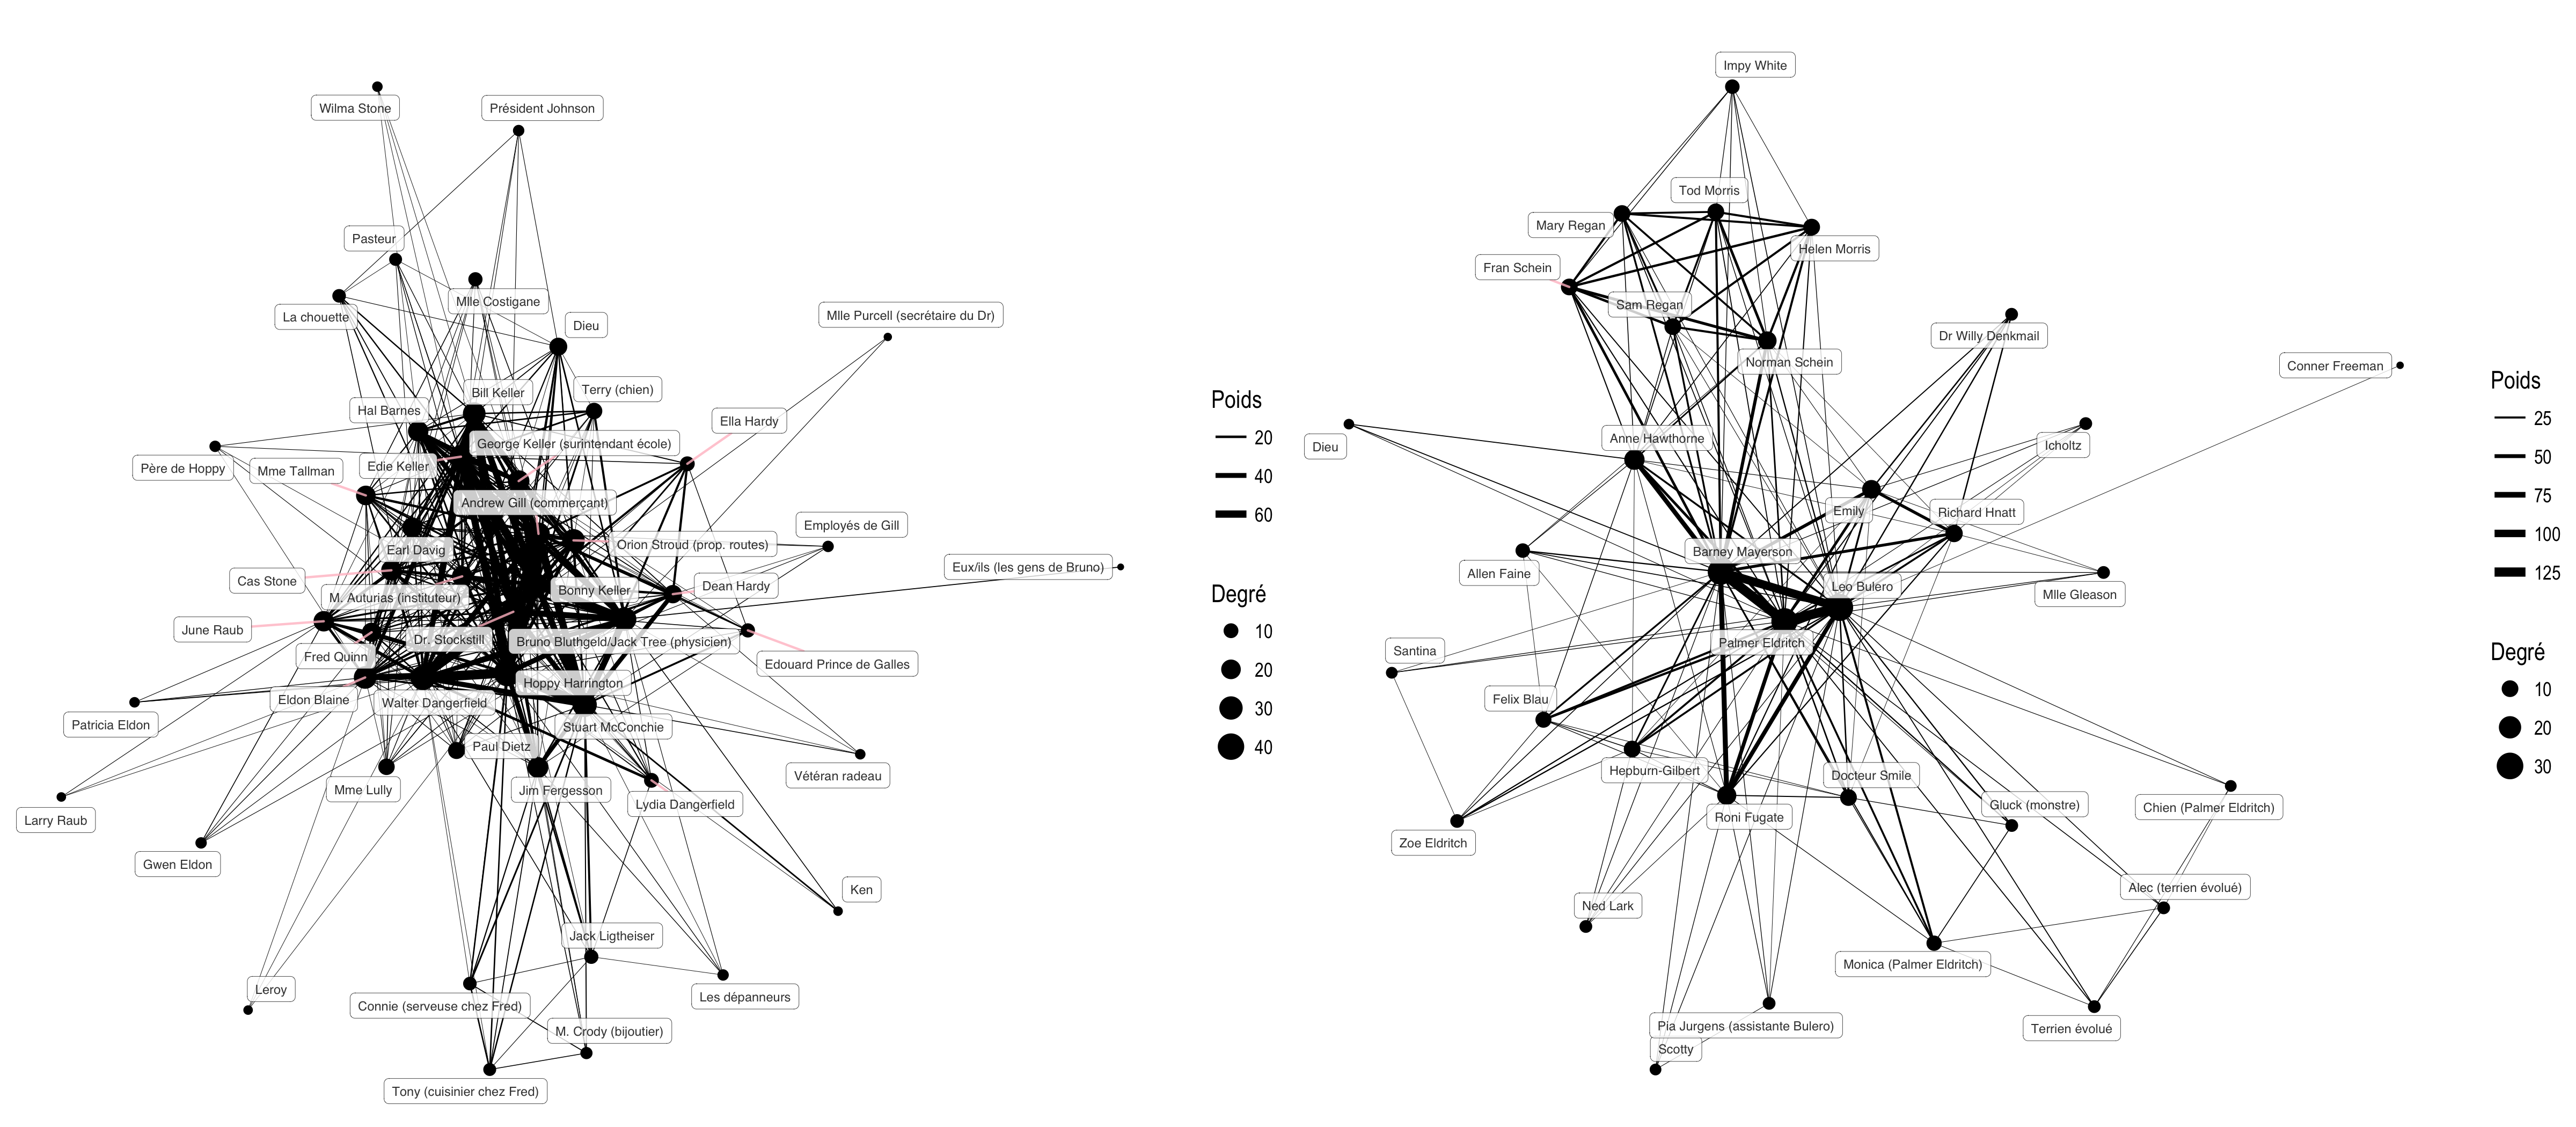 Wilma Stone
Président Johnson
Pasteur
La chouette
Mlle Costigane
Dieu
Mlle Purcell (secrétaire du Dr)
Bill Keller
Terry (chien)
Hal Barnes
Ella Hardy
George Keller (surintendant école)
Père de Hoppy
Mme Tallman
Edie Keller
Andrew Gill (commerçant)
Employés de Gill
Orion Stroud (prop. routes)
Earl Davig
Eux/ils (les gens de Bruno)
Cas Stone
Dean Hardy
Bonny Keller
M. Auturias (instituteur)
June Raub
Dr. Stockstill
Bruno Bluthgeld/Jack Tree (physicien)
Fred Quinn
Edouard Prince de Galles
Hoppy Harrington
Eldon Blaine
Walter Dangerfield
Patricia Eldon
Stuart McConchie
Paul Dietz
Vétéran radeau
Mme Lully
Jim Fergesson
Lydia Dangerfield
Larry Raub
Gwen Eldon
Ken
Jack Ligtheiser
Leroy
Les dépanneurs
Connie (serveuse chez Fred)
M. Crody (bijoutier)
Tony (cuisinier chez Fred)
Poids
20
40
60
Degré
10
20
30
40
Impy White
Tod Morris
Mary Regan
Helen Morris
Fran Schein
Sam Regan
Dr Willy Denkmail
Norman Schein
Conner Freeman
Anne Hawthorne
Dieu
Icholtz
Emily
Richard Hnatt
Barney Mayerson
Allen Faine
Leo Bulero
Mlle Gleason
Palmer Eldritch
Santina
Felix Blau
Hepburn-Gilbert
Docteur Smile
Gluck (monstre)
Chien (Palmer Eldritch)
Roni Fugate
Zoe Eldritch
Alec (terrien évolué)
Ned Lark
Monica (Palmer Eldritch)
Pia Jurgens (assistante Bulero)
Terrien évolué
Scotty
Poids
25
50
75
100
125
Degré
10
20
30